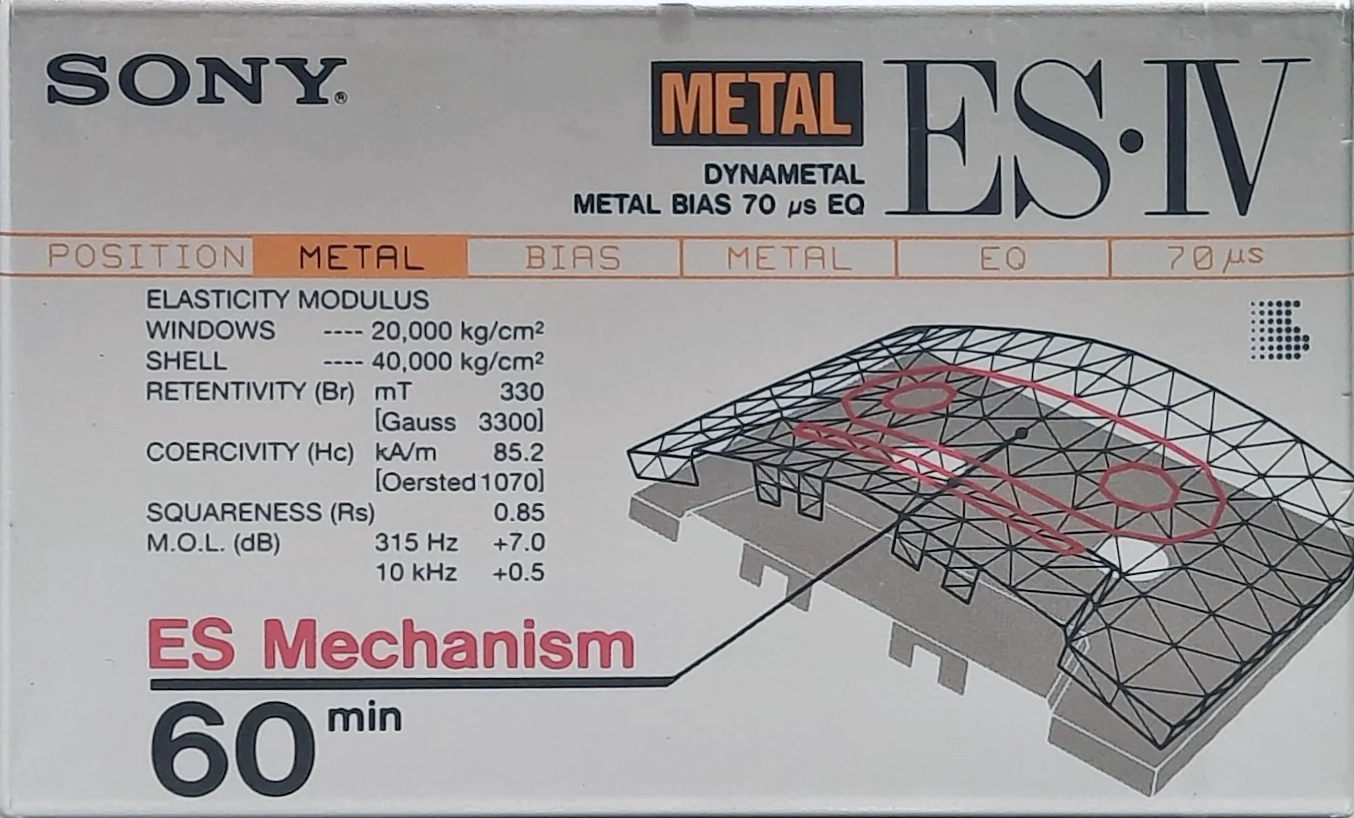 SONY®
METAL
ES·IV
DYNAMETAL
METAL BIAS 70 µs EQ
POSITION METAL BIAS METAL EQ 70µs
ELASTICITY MODULUS
WINDOWS ---- 20,000 kg/cm²
SHELL ---- 40,000 kg/cm²
RETENTIVITY (Br) mT 330
[Gauss 3300]
COERCIVITY (Hc) kA/m 85.2
[Oersted 1070]
SQUARENESS (Rs) 0.85
M.O.L. (dB) 315 Hz +7.0
10 kHz +0.5
ES Mechanism
60 min